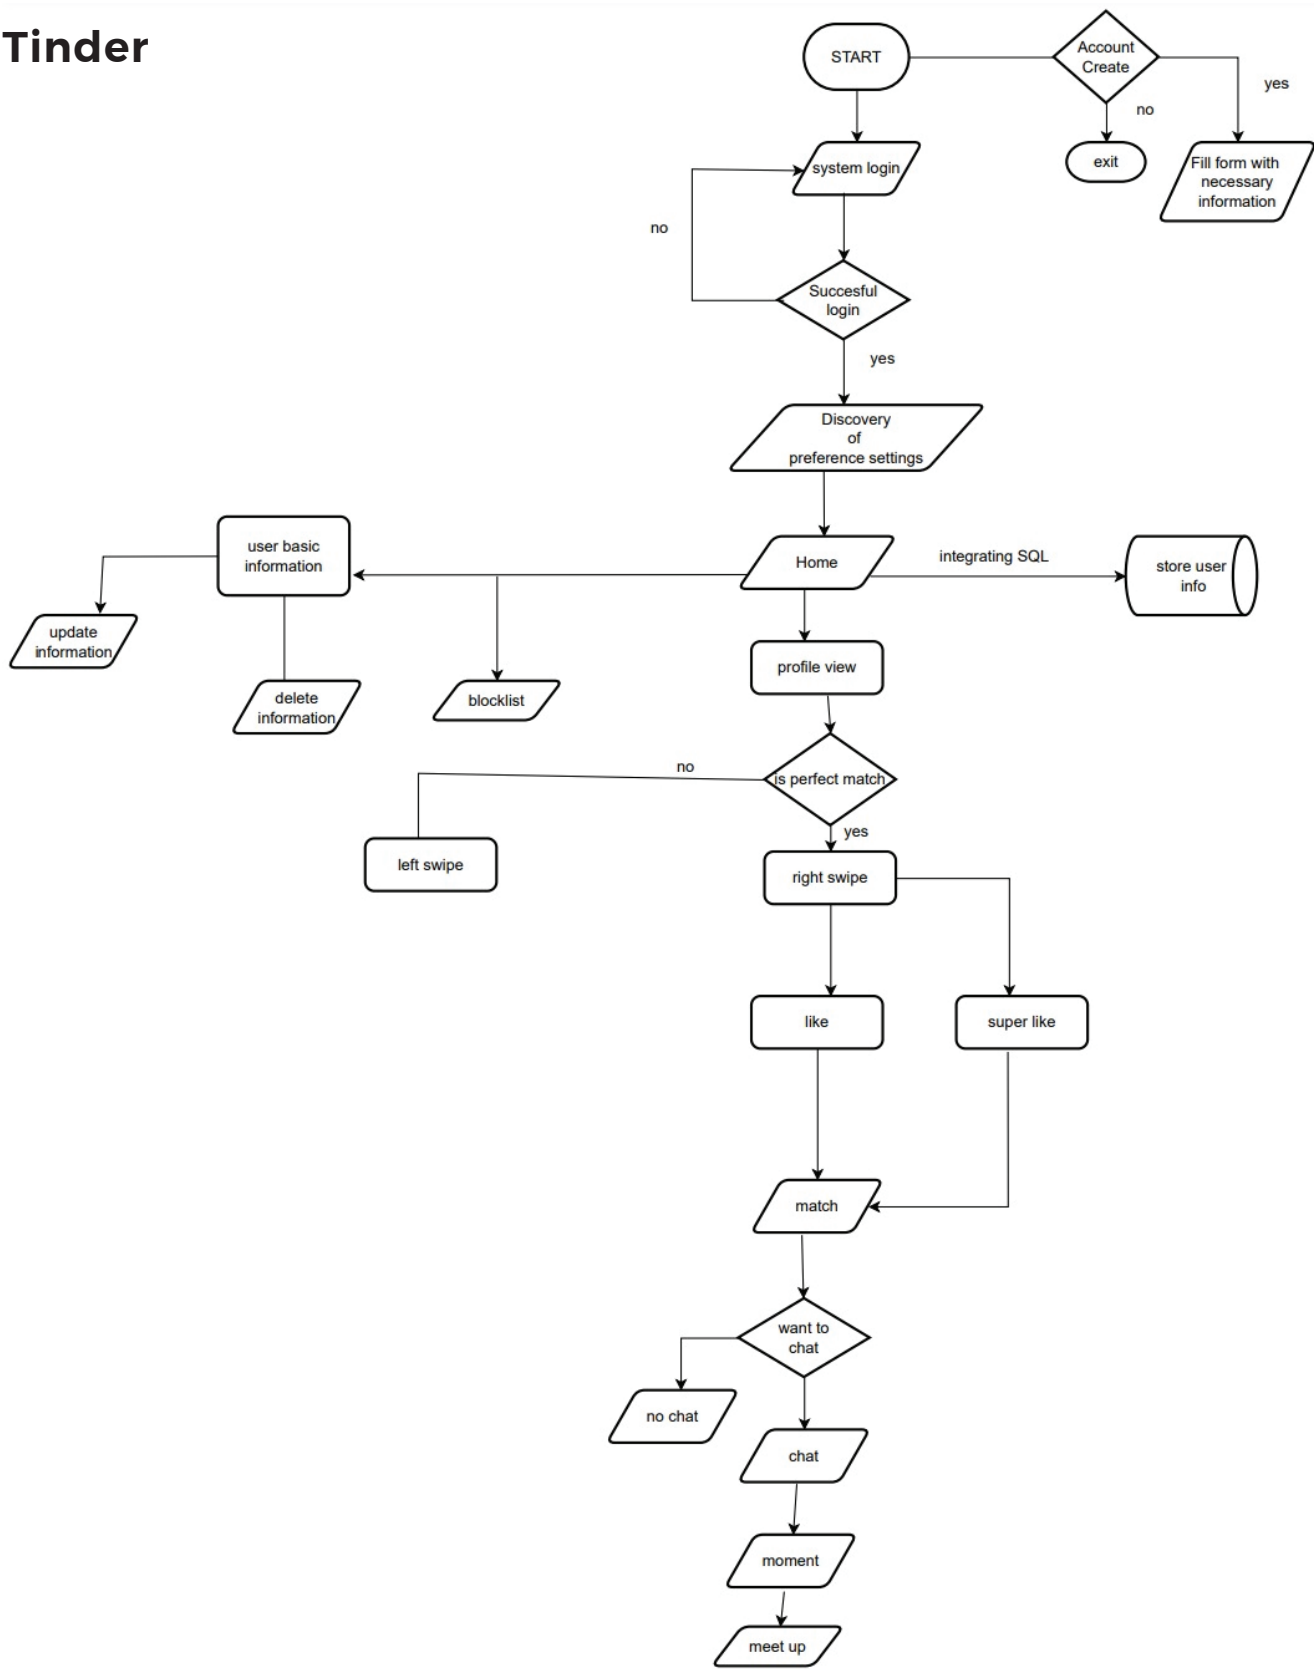 Tinder
START
Account
Create
yes
no
exit
Fill form with
necessary
information
system login
no
Succesful
login
yes
Discovery
of
preference settings
user basic
information
Home
integrating SQL
store user
info
update
information
profile view
delete
information
blocklist
no
is perfect match
yes
left swipe
right swipe
like
super like
match
want to
chat
no chat
chat
moment
meet up